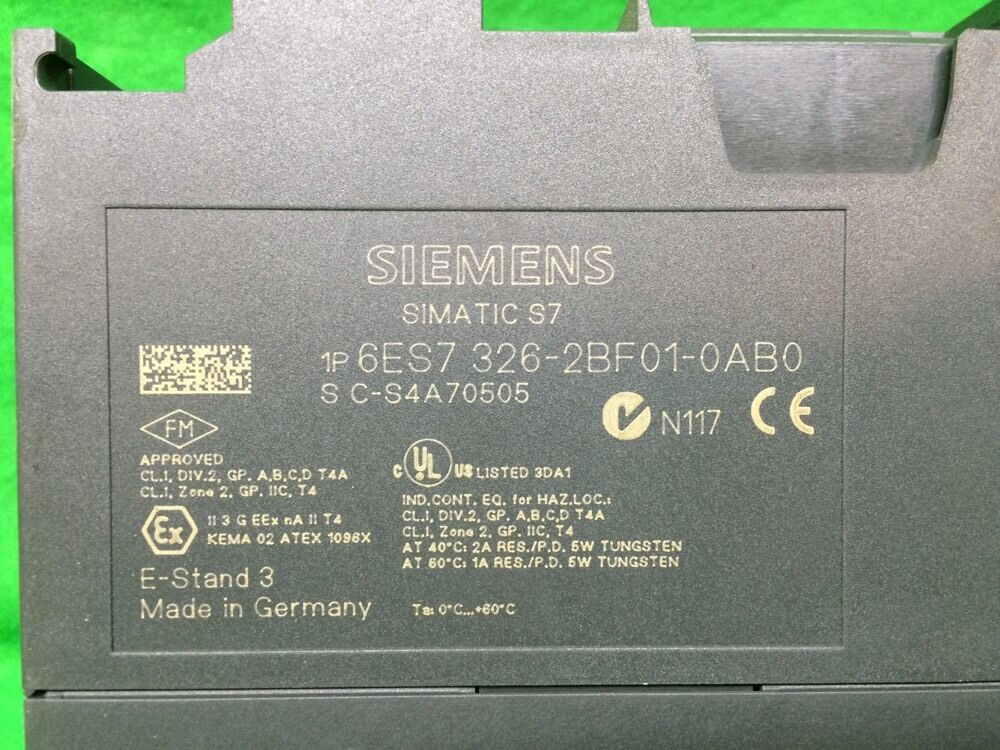 SIEMENS
SIMATIC S7
1P 6ES7 326-2BF01-0AB0
S C-S4A70505
N117 CE
FM
APPROVED
CL.I, DIV.2, GP. A,B,C,D T4A
CL.I, Zone 2, GP. IIC, T4
Ex
II 3 G EEx nA II T4
KEMA 02 ATEX 1096X
E-Stand 3
Made in Germany
C UL US LISTED 3DA1
IND.CONT. EQ. for HAZ.LOC.:
CL.I, DIV.2, GP. A,B,C,D T4A
CL.I, Zone 2, GP. IIC, T4
AT 40°C: 2A RES./P.D. 5W TUNGSTEN
AT 60°C: 1A RES./P.D. 5W TUNGSTEN
Ta: 0°C...+60°C